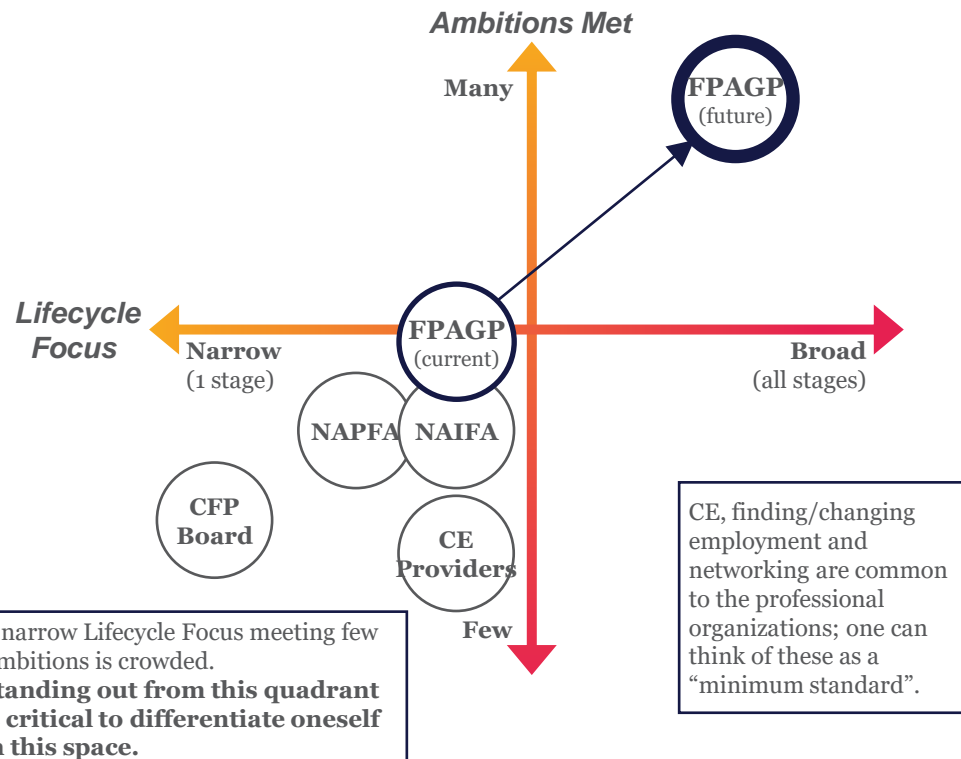 Ambitions Met
Many
FPAGP
(future)
Lifecycle
Focus
Narrow
(1 stage)
FPAGP
(current)
Broad
(all stages)
NAPFA
NAIFA
CFP
Board
CE
Providers
Few
CE, finding/changing
employment and
networking are common
to the professional
organizations; one can
think of these as a
“minimum standard”.
narrow Lifecycle Focus meeting few
mbitions is crowded.
tanding out from this quadrant
critical to differentiate oneself
this space.